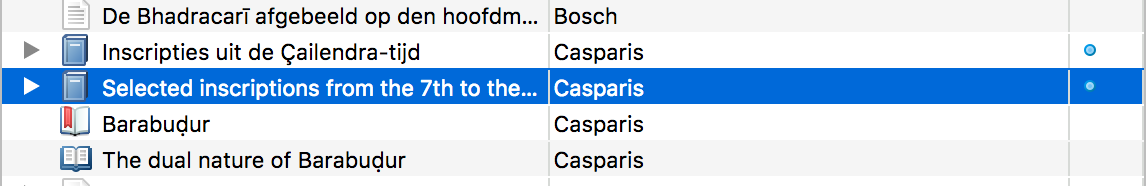 De Bhadracarī afgebeeld op den hoofdm... Bosch
Inscripties uit de Çailendra-tijd Casparis
Selected inscriptions from the 7th to the... Casparis
Barabuḍur Casparis
The dual nature of Barabuḍur Casparis